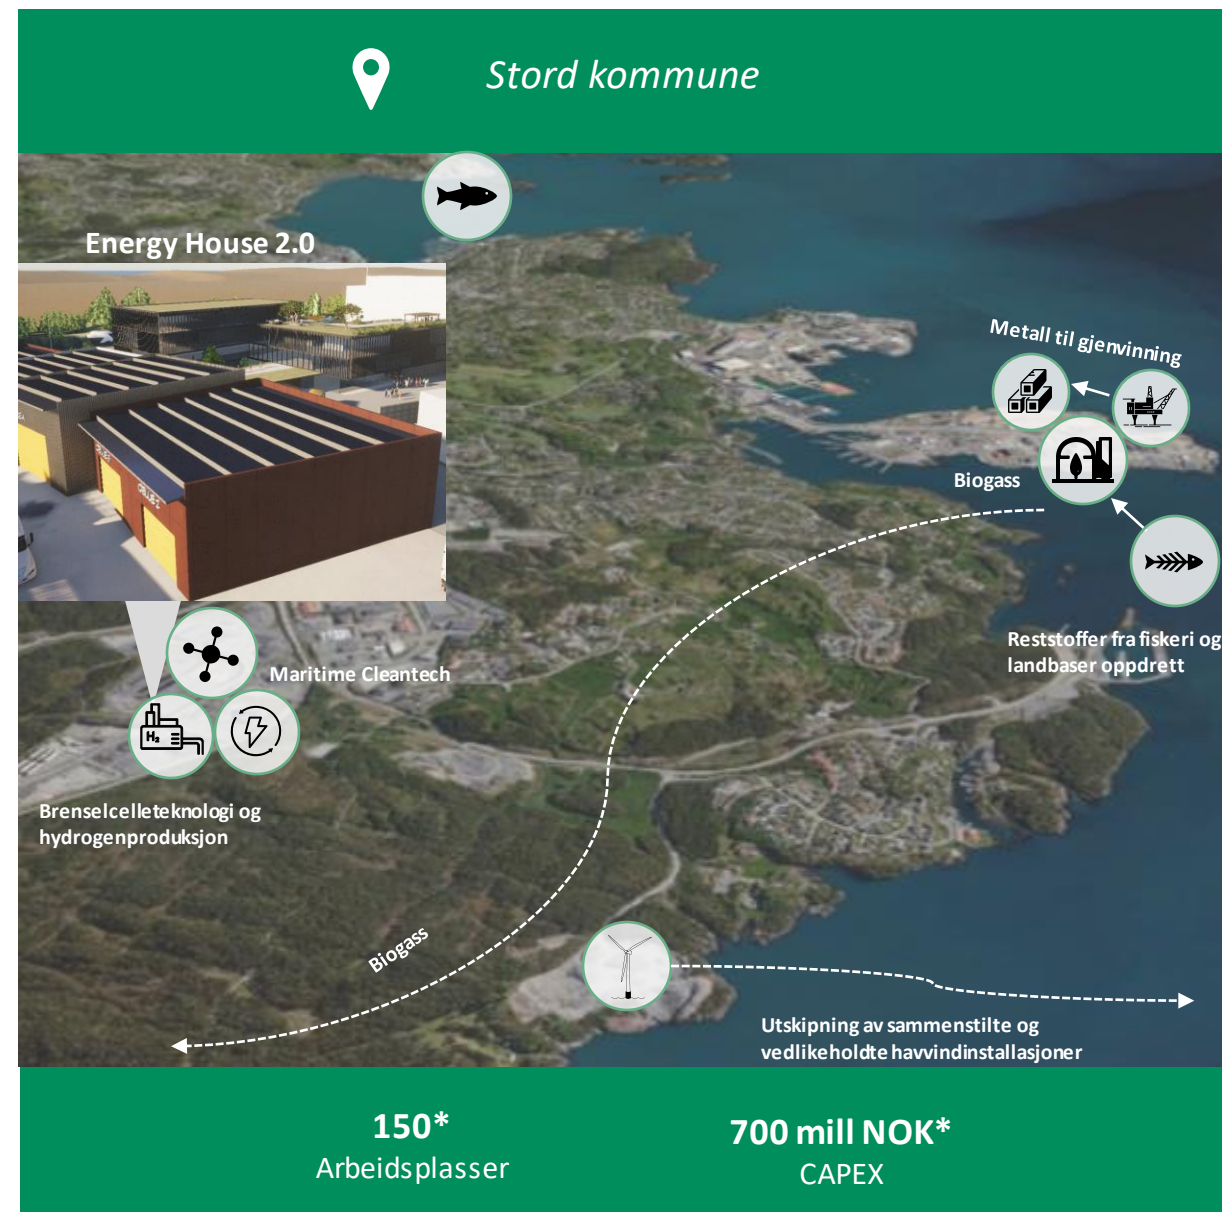 Stord kommune
Energy House 2.0
Metall til gjenvinning
Biogass
Reststoffer fra fiskeri og
landbaser oppdrett
Maritime Cleantech
H₂
Brenselcelleteknologi og
hydrogenproduksjon
Biogass
Utskipning av sammenstilte og
vedlikeholdte havvindinstallasjoner
150*
Arbeidsplasser
700 mill NOK*
CAPEX